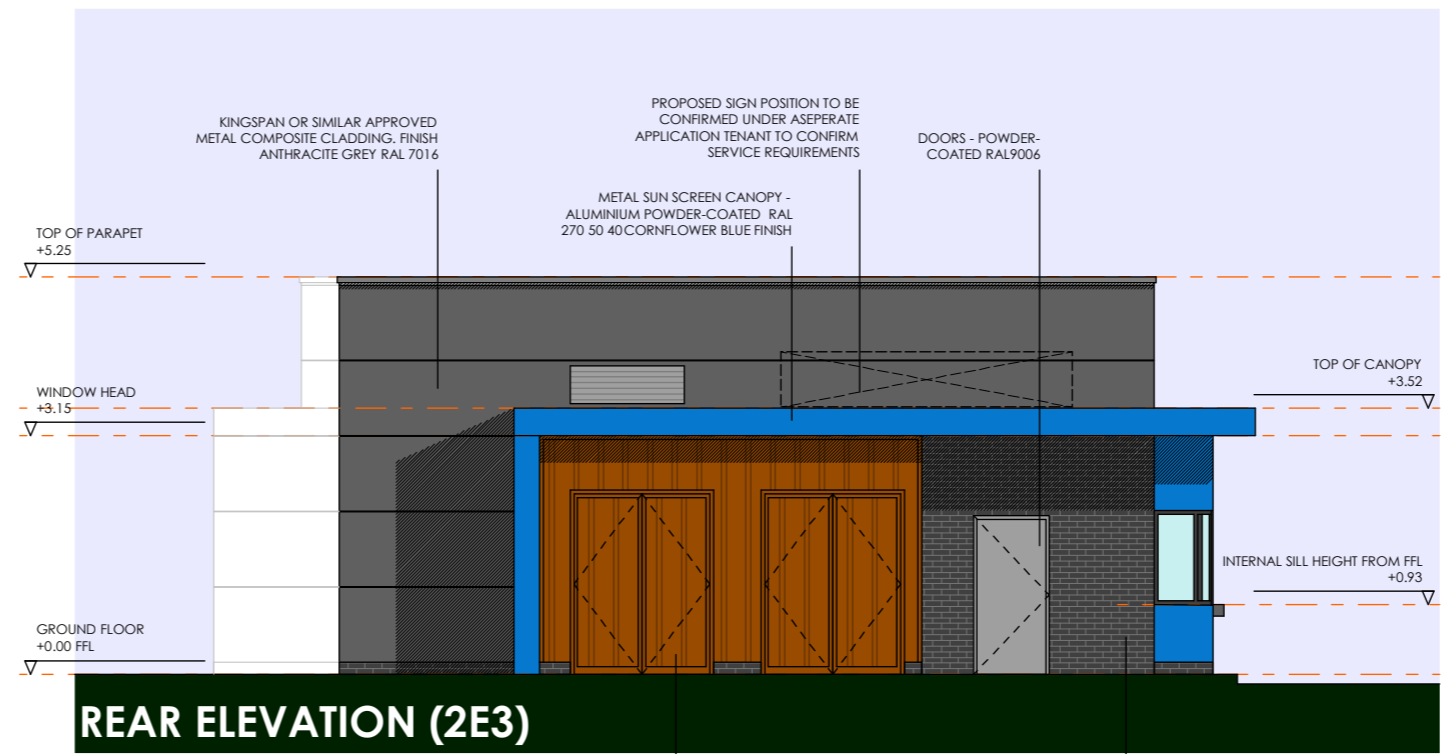 KINGSPAN OR SIMILAR APPROVED
METAL COMPOSITE CLADDING. FINISH
ANTHRACITE GREY RAL 7016
PROPOSED SIGN POSITION TO BE
CONFIRMED UNDER ASEPERATE
APPLICATION TENANT TO CONFIRM
SERVICE REQUIREMENTS
DOORS - POWDER-
COATED RAL9006
METAL SUN SCREEN CANOPY -
ALUMINIUM POWDER-COATED RAL
270 50 40CORNFLOWER BLUE FINISH
TOP OF PARAPET
+5.25
WINDOW HEAD
+3.15
TOP OF CANOPY
+3.52
INTERNAL SILL HEIGHT FROM FFL
+0.93
GROUND FLOOR
+0.00 FFL
REAR ELEVATION (2E3)